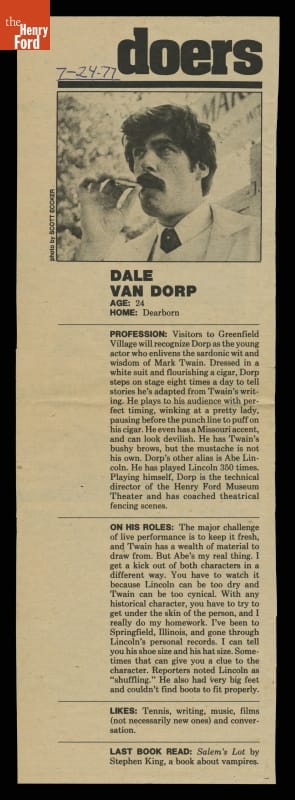 the
Henry
Ford
doers
7-24-77
photo by SCOTT ECCKER
DALE
VAN DORP
AGE: 24
HOME: Dearborn
PROFESSION: Visitors to Greenfield
Village will recognize Dorp as the young
actor who enlivens the sardonic wit and
wisdom of Mark Twain. Dressed in a
white suit and flourishing a cigar, Dorp
steps on stage eight times a day to tell
stories he's adapted from Twain's writ-
ing. He plays to his audience with per-
fect timing, winking at a pretty lady,
pausing before the punch line to puff on
his cigar. He even has a Missouri accent,
and can look devilish. He has Twain's
bushy brows, but the mustache is not
his own. Dorp's other alias is Abe Lin-
coln. He has played Lincoln 350 times.
Playing himself, Dorp is the technical
director of the Henry Ford Museum
Theater and has coached theatrical
fencing scenes.
ON HIS ROLES: The major challenge
of live performance is to keep it fresh,
and Twain has a wealth of material to
draw from. But Abe's my real thing. I
get a kick out of both characters in a
different way. You have to watch it
because Lincoln can be too dry and
Twain can be too cynical. With any
historical character, you have to try to
get under the skin of the person, and I
really do my homework. I've been to
Springfield, Illinois, and gone through
Lincoln's personal records. I can tell
you his shoe size and his hat size. Some-
times that can give you a clue to the
character. Reporters noted Lincoln as
"shuffling." He also had very big feet
and couldn't find boots to fit properly.
LIKES: Tennis, writing, music, films
(not necessarily new ones) and conver-
sation.
LAST BOOK READ: Salem's Lot by
Stephen King, a book about vampires.